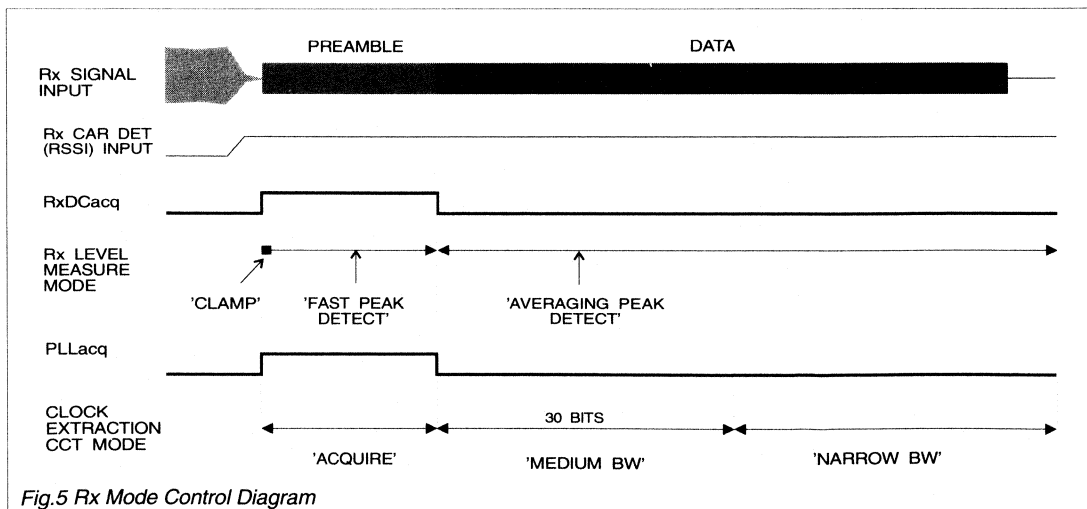 PREAMBLE DATA
Rx SIGNAL
INPUT
Rx CAR DET
(RSSI) INPUT
RxDCacq
Rx LEVEL
MEASURE
MODE
'CLAMP'
'FAST PEAK
DETECT'
'AVERAGING PEAK
DETECT'
PLLacq
CLOCK
EXTRACTION
CCT MODE
30 BITS
'ACQUIRE'
'MEDIUM BW'
'NARROW BW'
Fig.5 Rx Mode Control Diagram